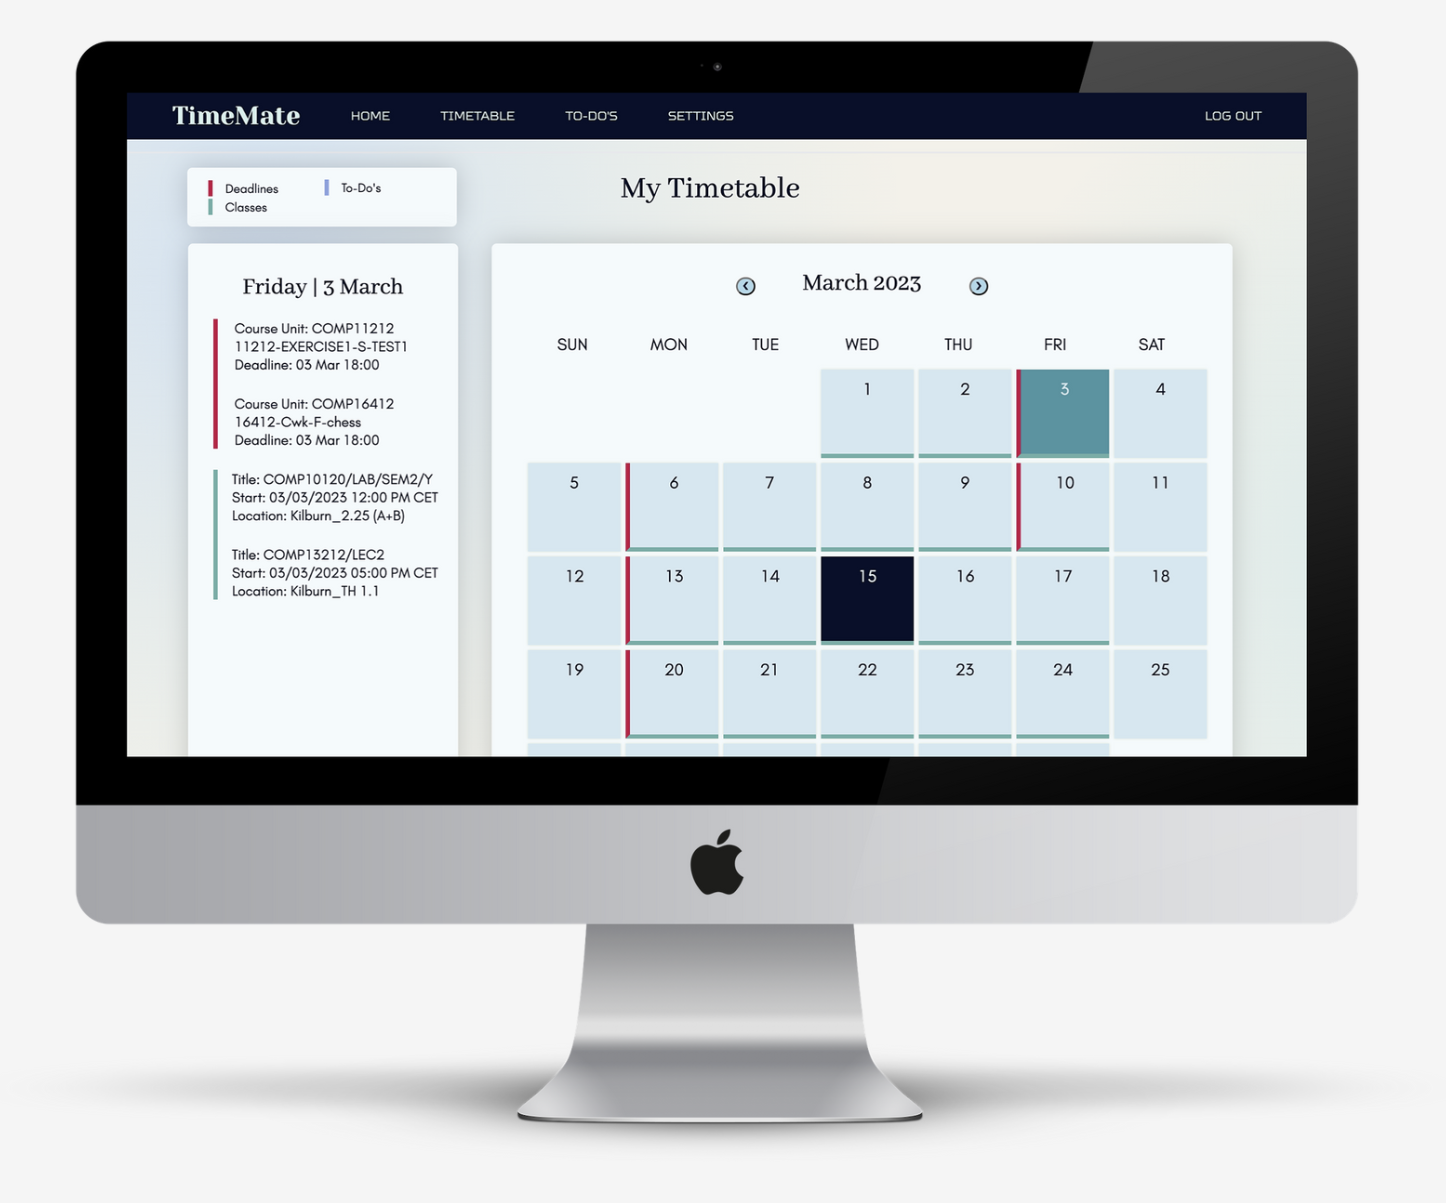 TimeMate HOME TIMETABLE TO-DO'S SETTINGS LOG OUT
Deadlines To-Do's
Classes
My Timetable
Friday | 3 March
Course Unit: COMP11212
11212-EXERCISE1-S-TEST1
Deadline: 03 Mar 18:00
Course Unit: COMP16412
16412-Cwk-F-chess
Deadline: 03 Mar 18:00
Title: COMP10120/LAB/SEM2/Y
Start: 03/03/2023 12:00 PM CET
Location: Kilburn_2.25 (A+B)
Title: COMP13212/LEC2
Start: 03/03/2023 05:00 PM CET
Location: Kilburn_TH 1.1
March 2023
SUN MON TUE WED THU FRI SAT
1 2 3 4
5 6 7 8 9 10 11
12 13 14 15 16 17 18
19 20 21 22 23 24 25